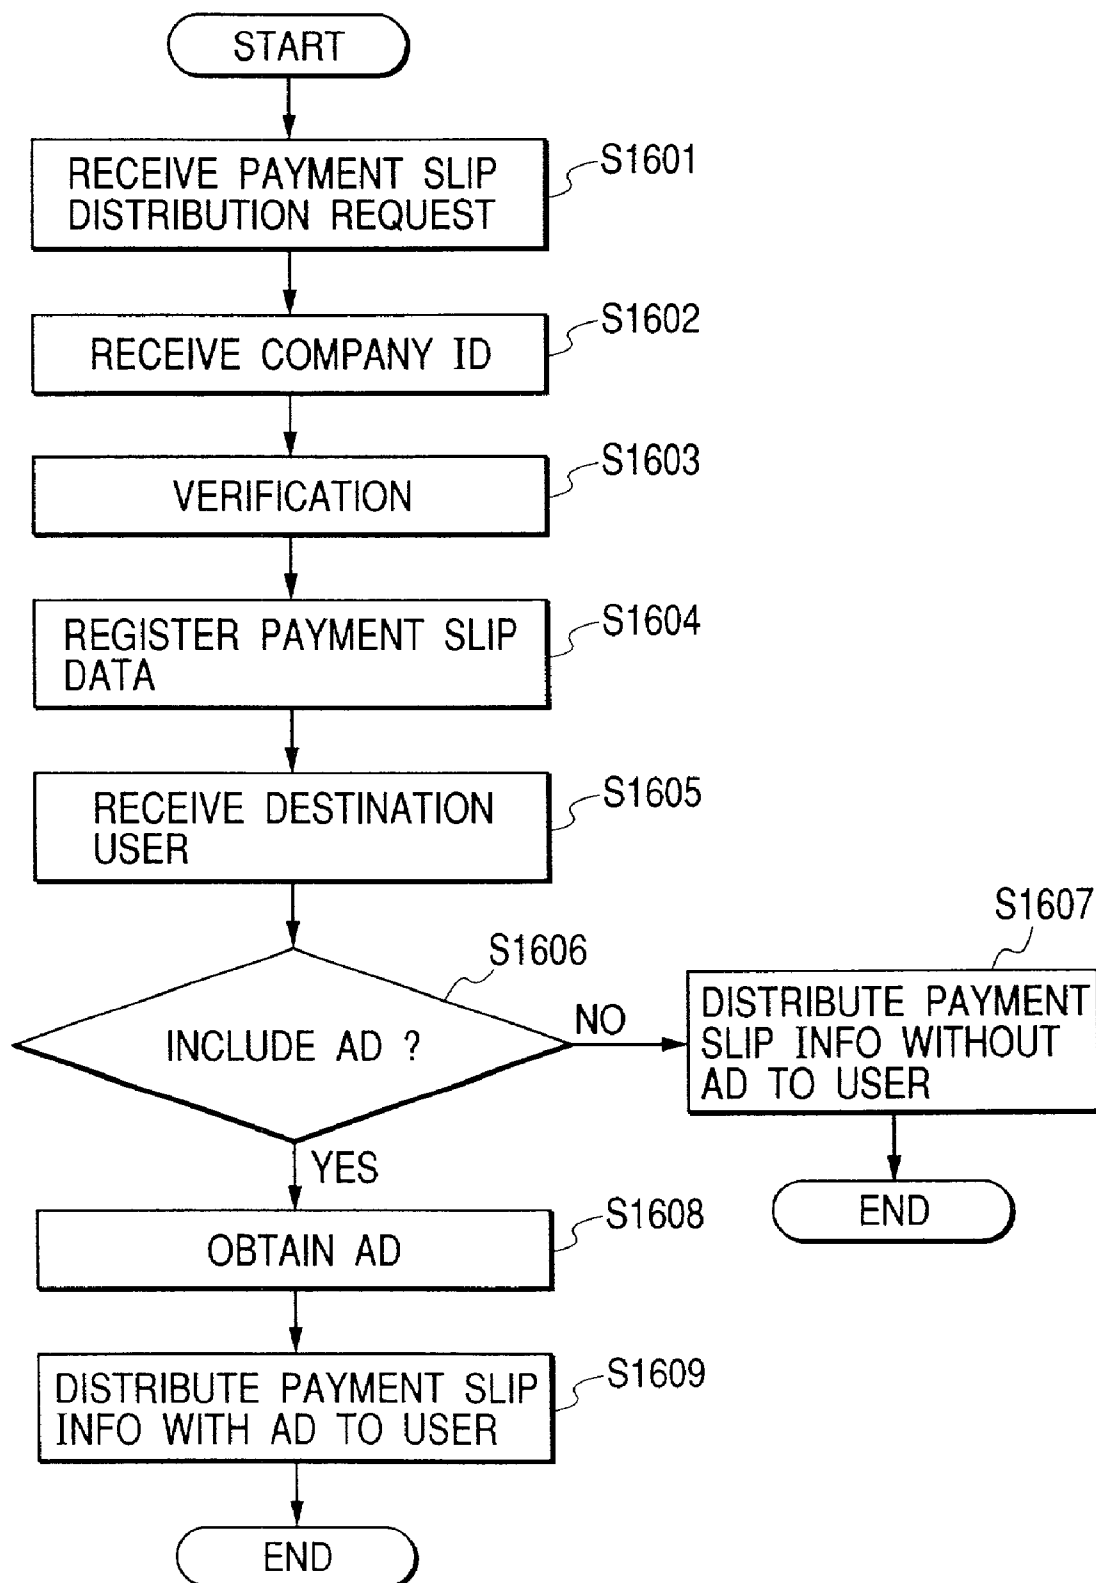 START
RECEIVE PAYMENT SLIP
DISTRIBUTION REQUEST
S1601
RECEIVE COMPANY ID
S1602
VERIFICATION
S1603
REGISTER PAYMENT SLIP
DATA
S1604
RECEIVE DESTINATION
USER
S1605
INCLUDE AD ?
S1606
NO
S1607
DISTRIBUTE PAYMENT
SLIP INFO WITHOUT
AD TO USER
END
YES
OBTAIN AD
S1608
DISTRIBUTE PAYMENT SLIP
INFO WITH AD TO USER
S1609
END